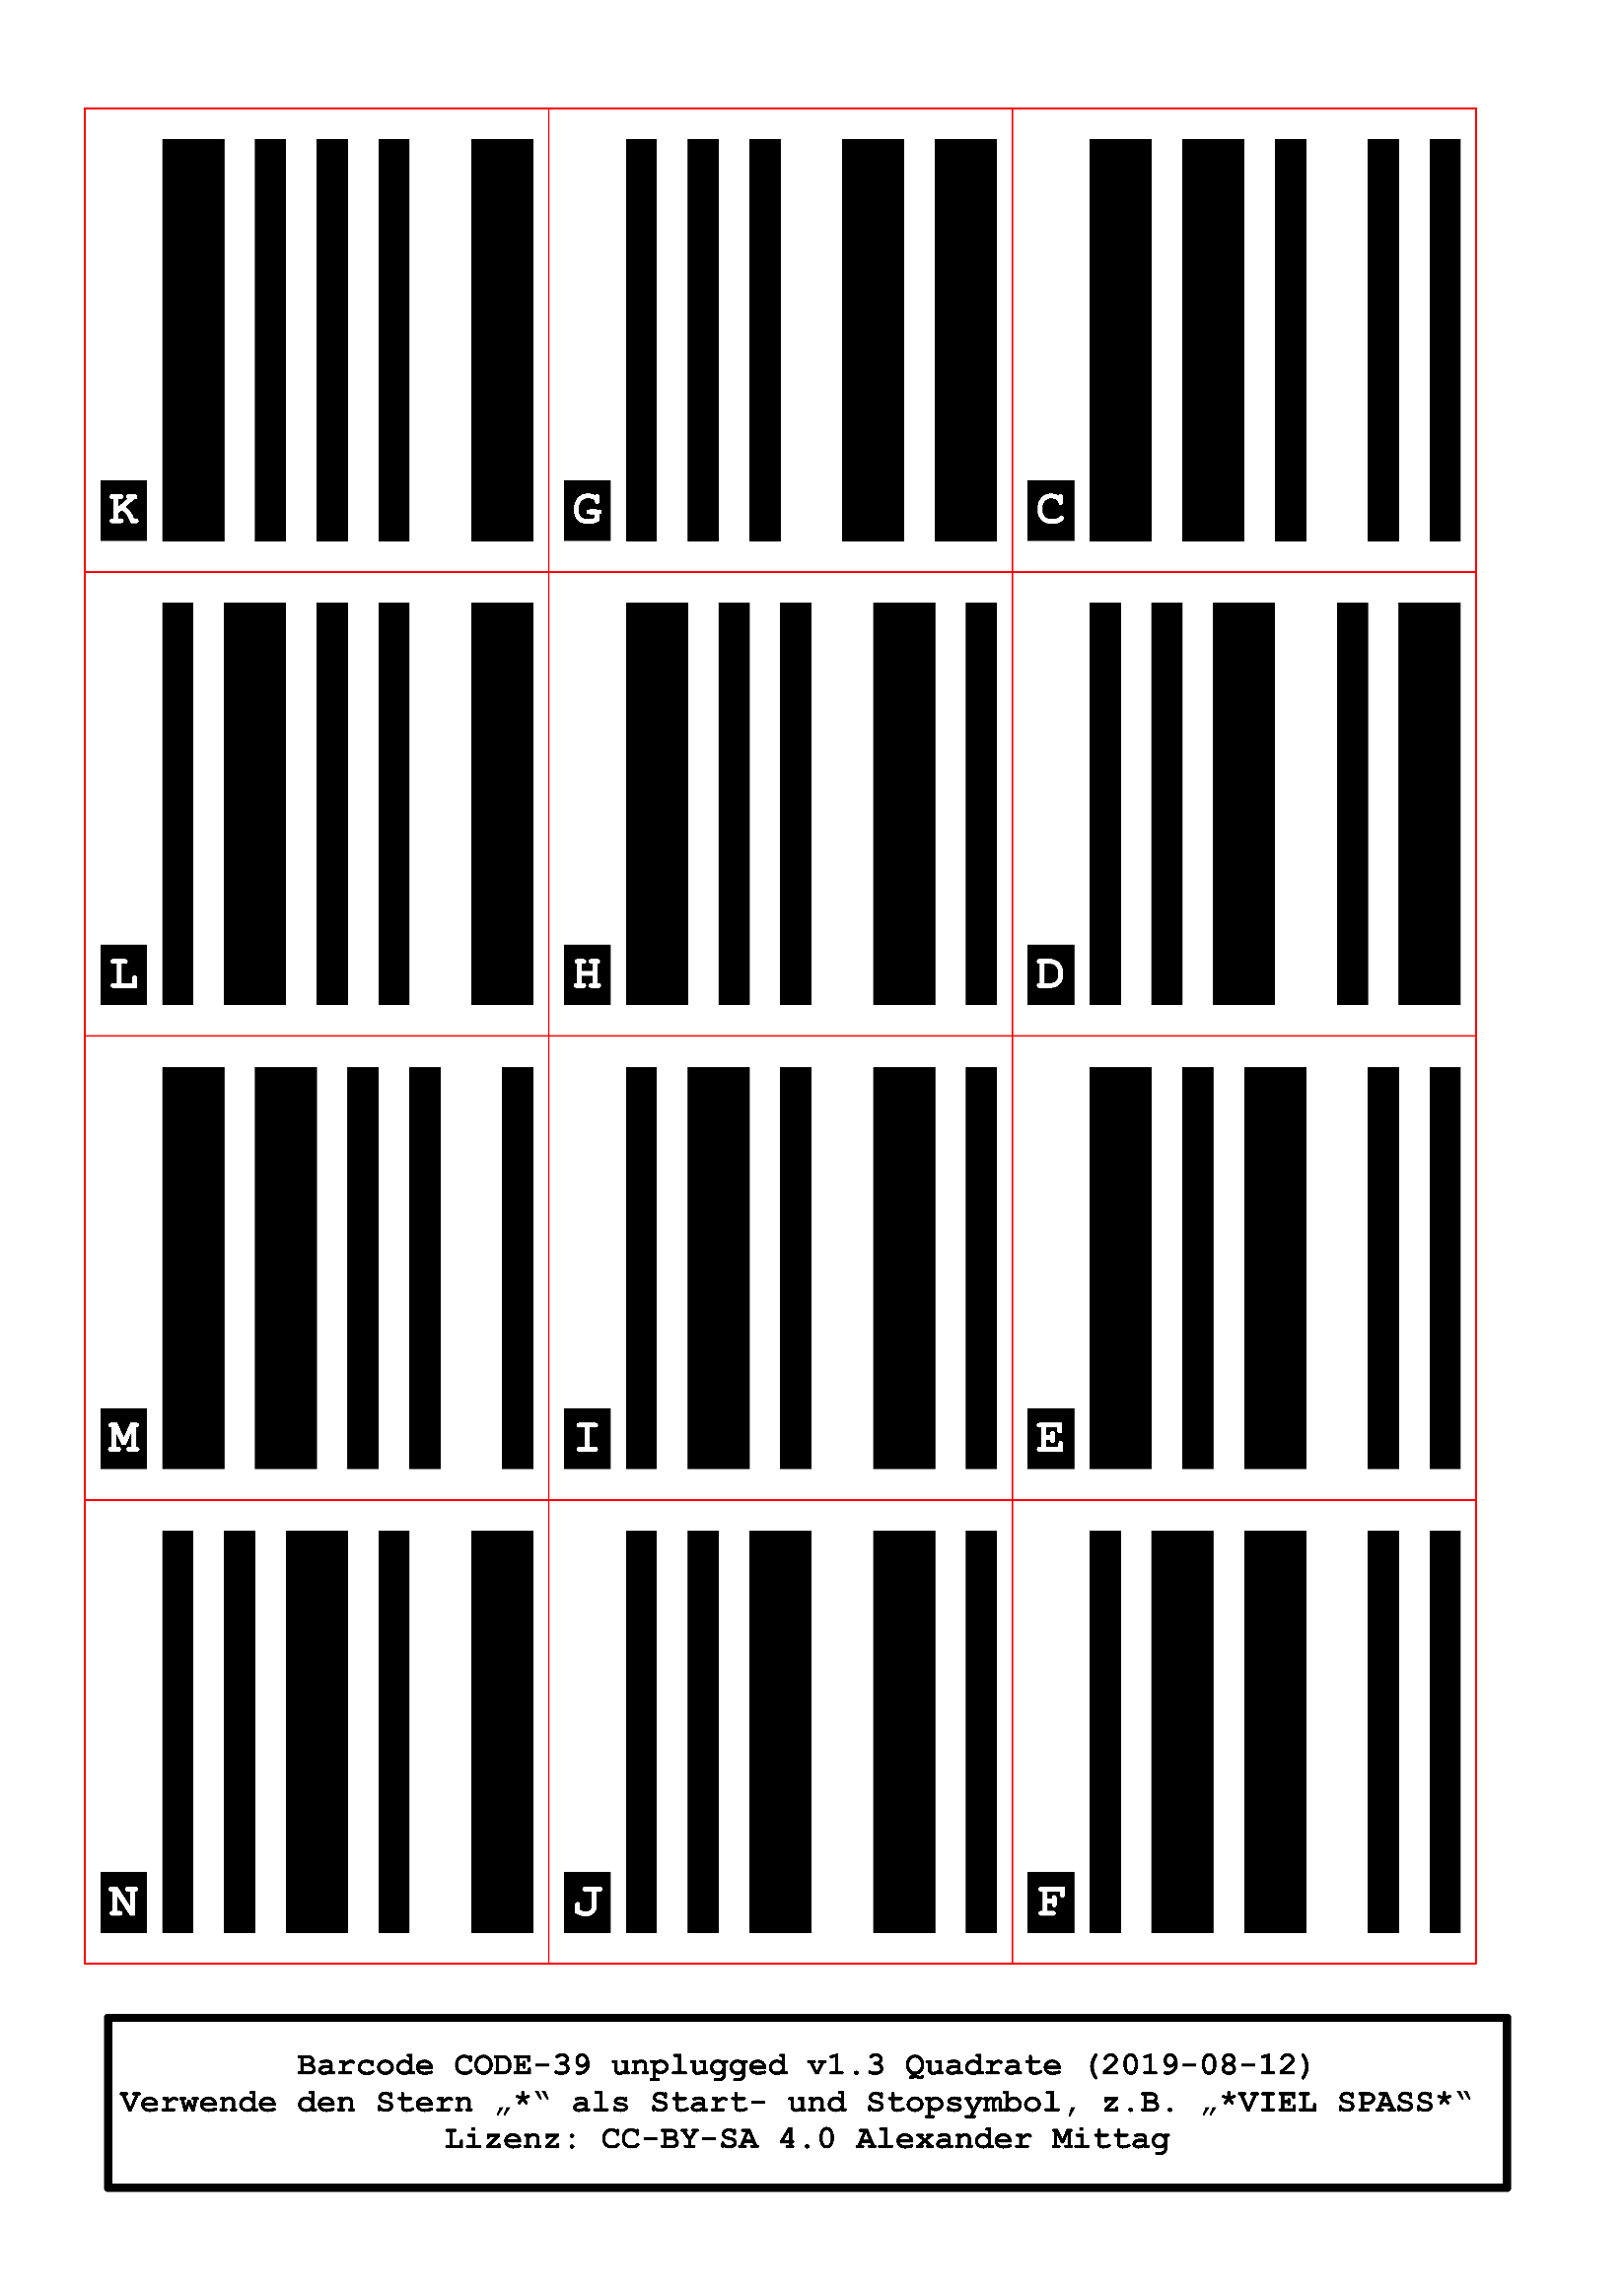 K G C
L H D
M I E
N J F
Barcode CODE-39 unplugged v1.3 Quadrate (2019-08-12)
Verwende den Stern „*‟ als Start- und Stopsymbol, z.B. „*VIEL SPASS*‟
Lizenz: CC-BY-SA 4.0 Alexander Mittag